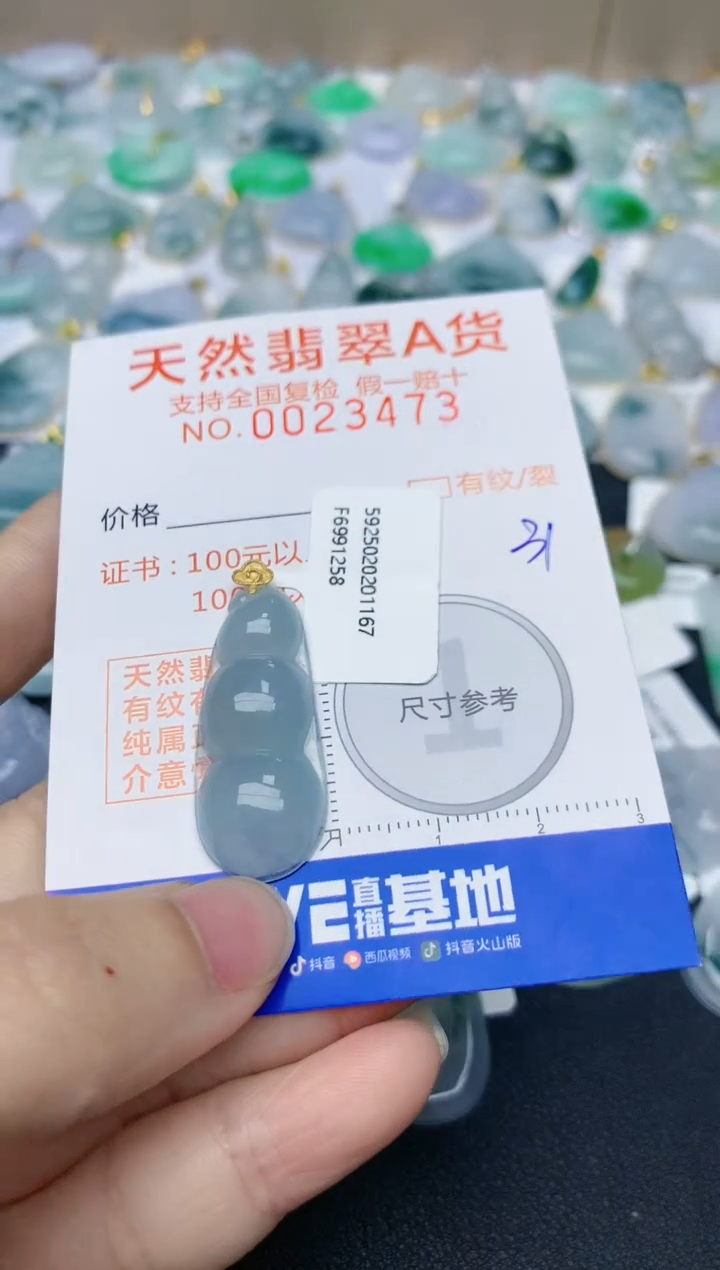 天然翡翠A货
支持全国复检 假一赔十
NO.0023473
有纹/裂
价格
证书:100元以
100
5925020201167
F6991258
天然翡
有纹有
纯属
介意
尺寸参考
1 2 3
VE直播基地
抖音 西瓜视频 抖音火山版